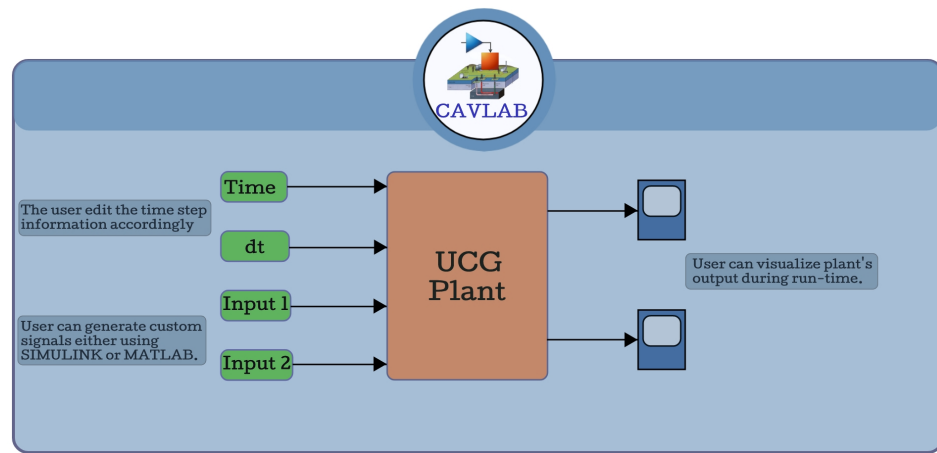 CAVLAB
Time
The user edit the time step
information accordingly
dt
UCG
Plant
User can visualize plant's
output during run-time.
Input 1
User can generate custom
signals either using
SIMULINK or MATLAB.
Input 2